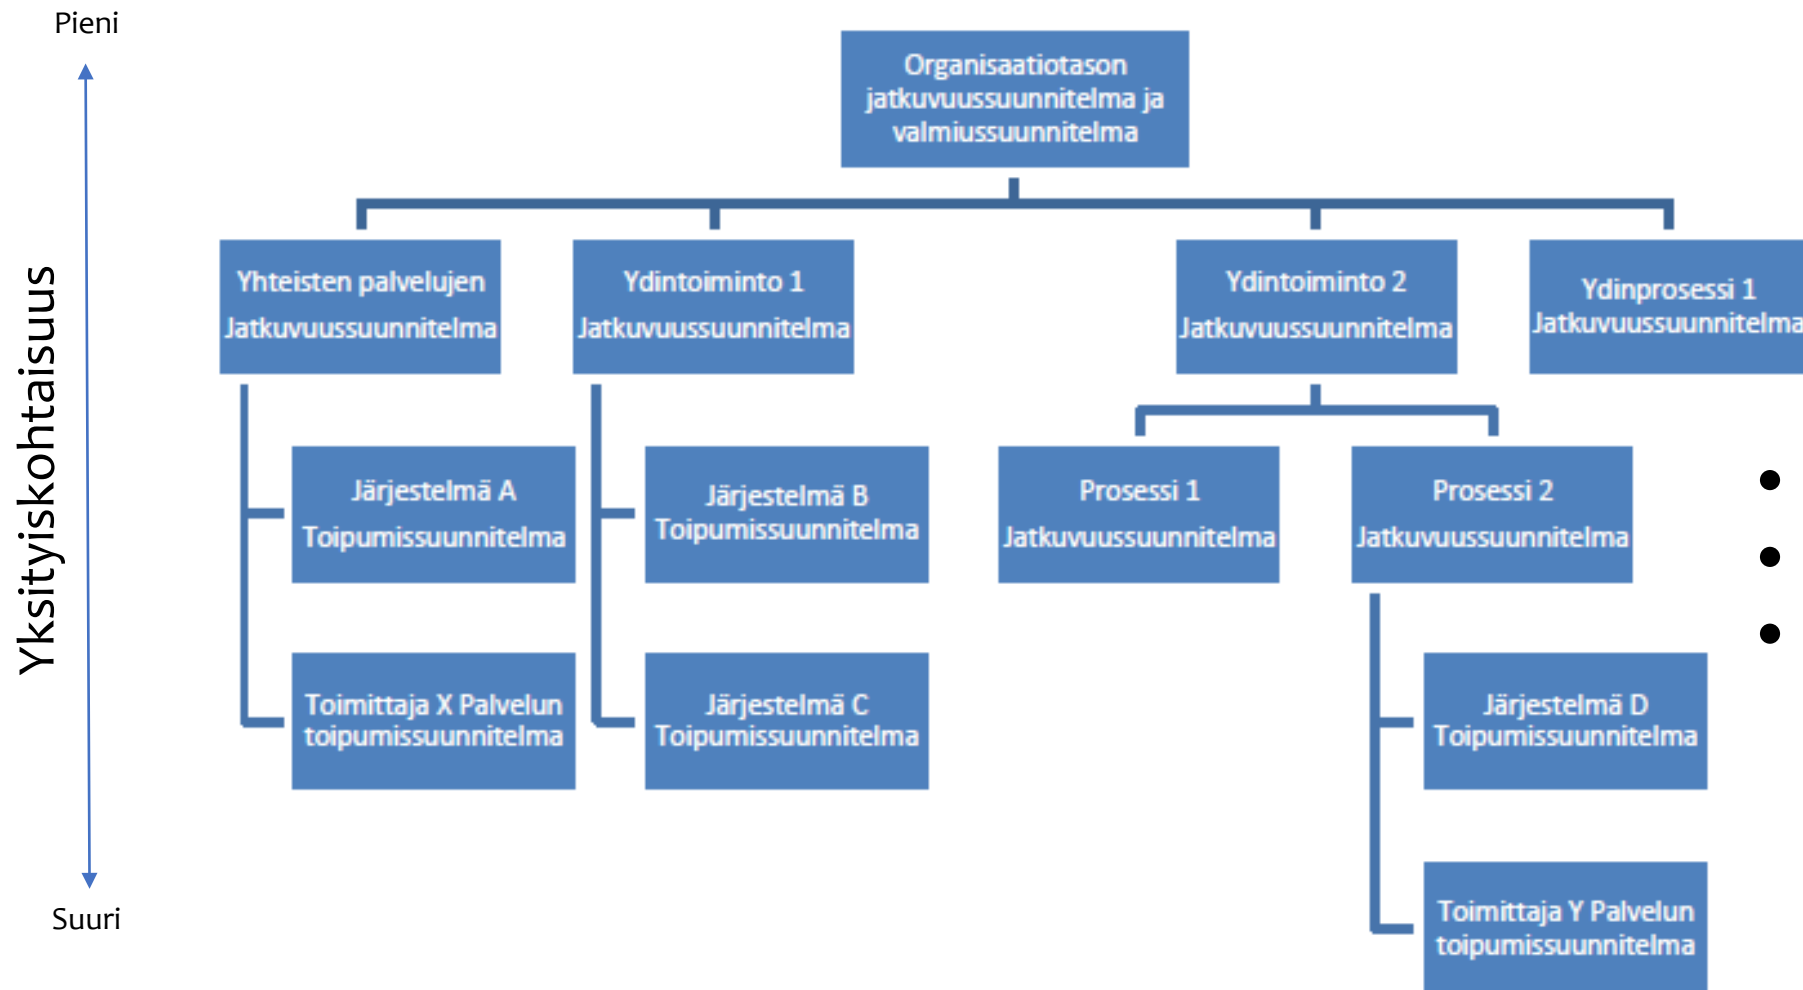 Pieni
Organisaatiotason
jatkuvuussuunnitelma ja
valmiussuunnitelma
Yksityiskohtaisuus
Yhteisten palvelujen
Jatkuvuussuunnitelma
Ydintoiminto 1
Jatkuvuussuunnitelma
Ydintoiminto 2
Jatkuvuussuunnitelma
Ydinprosessi 1
Jatkuvuussuunnitelma
Järjestelmä A
Toipumissuunnitelma
Järjestelmä B
Toipumissuunnitelma
Prosessi 1
Jatkuvuussuunnitelma
Prosessi 2
Jatkuvuussuunnitelma
Toimittaja X Palvelun
toipumissuunnitelma
Järjestelmä C
Toipumissuunnitelma
Järjestelmä D
Toipumissuunnitelma
Toimittaja Y Palvelun
toipumissuunnitelma
Suuri